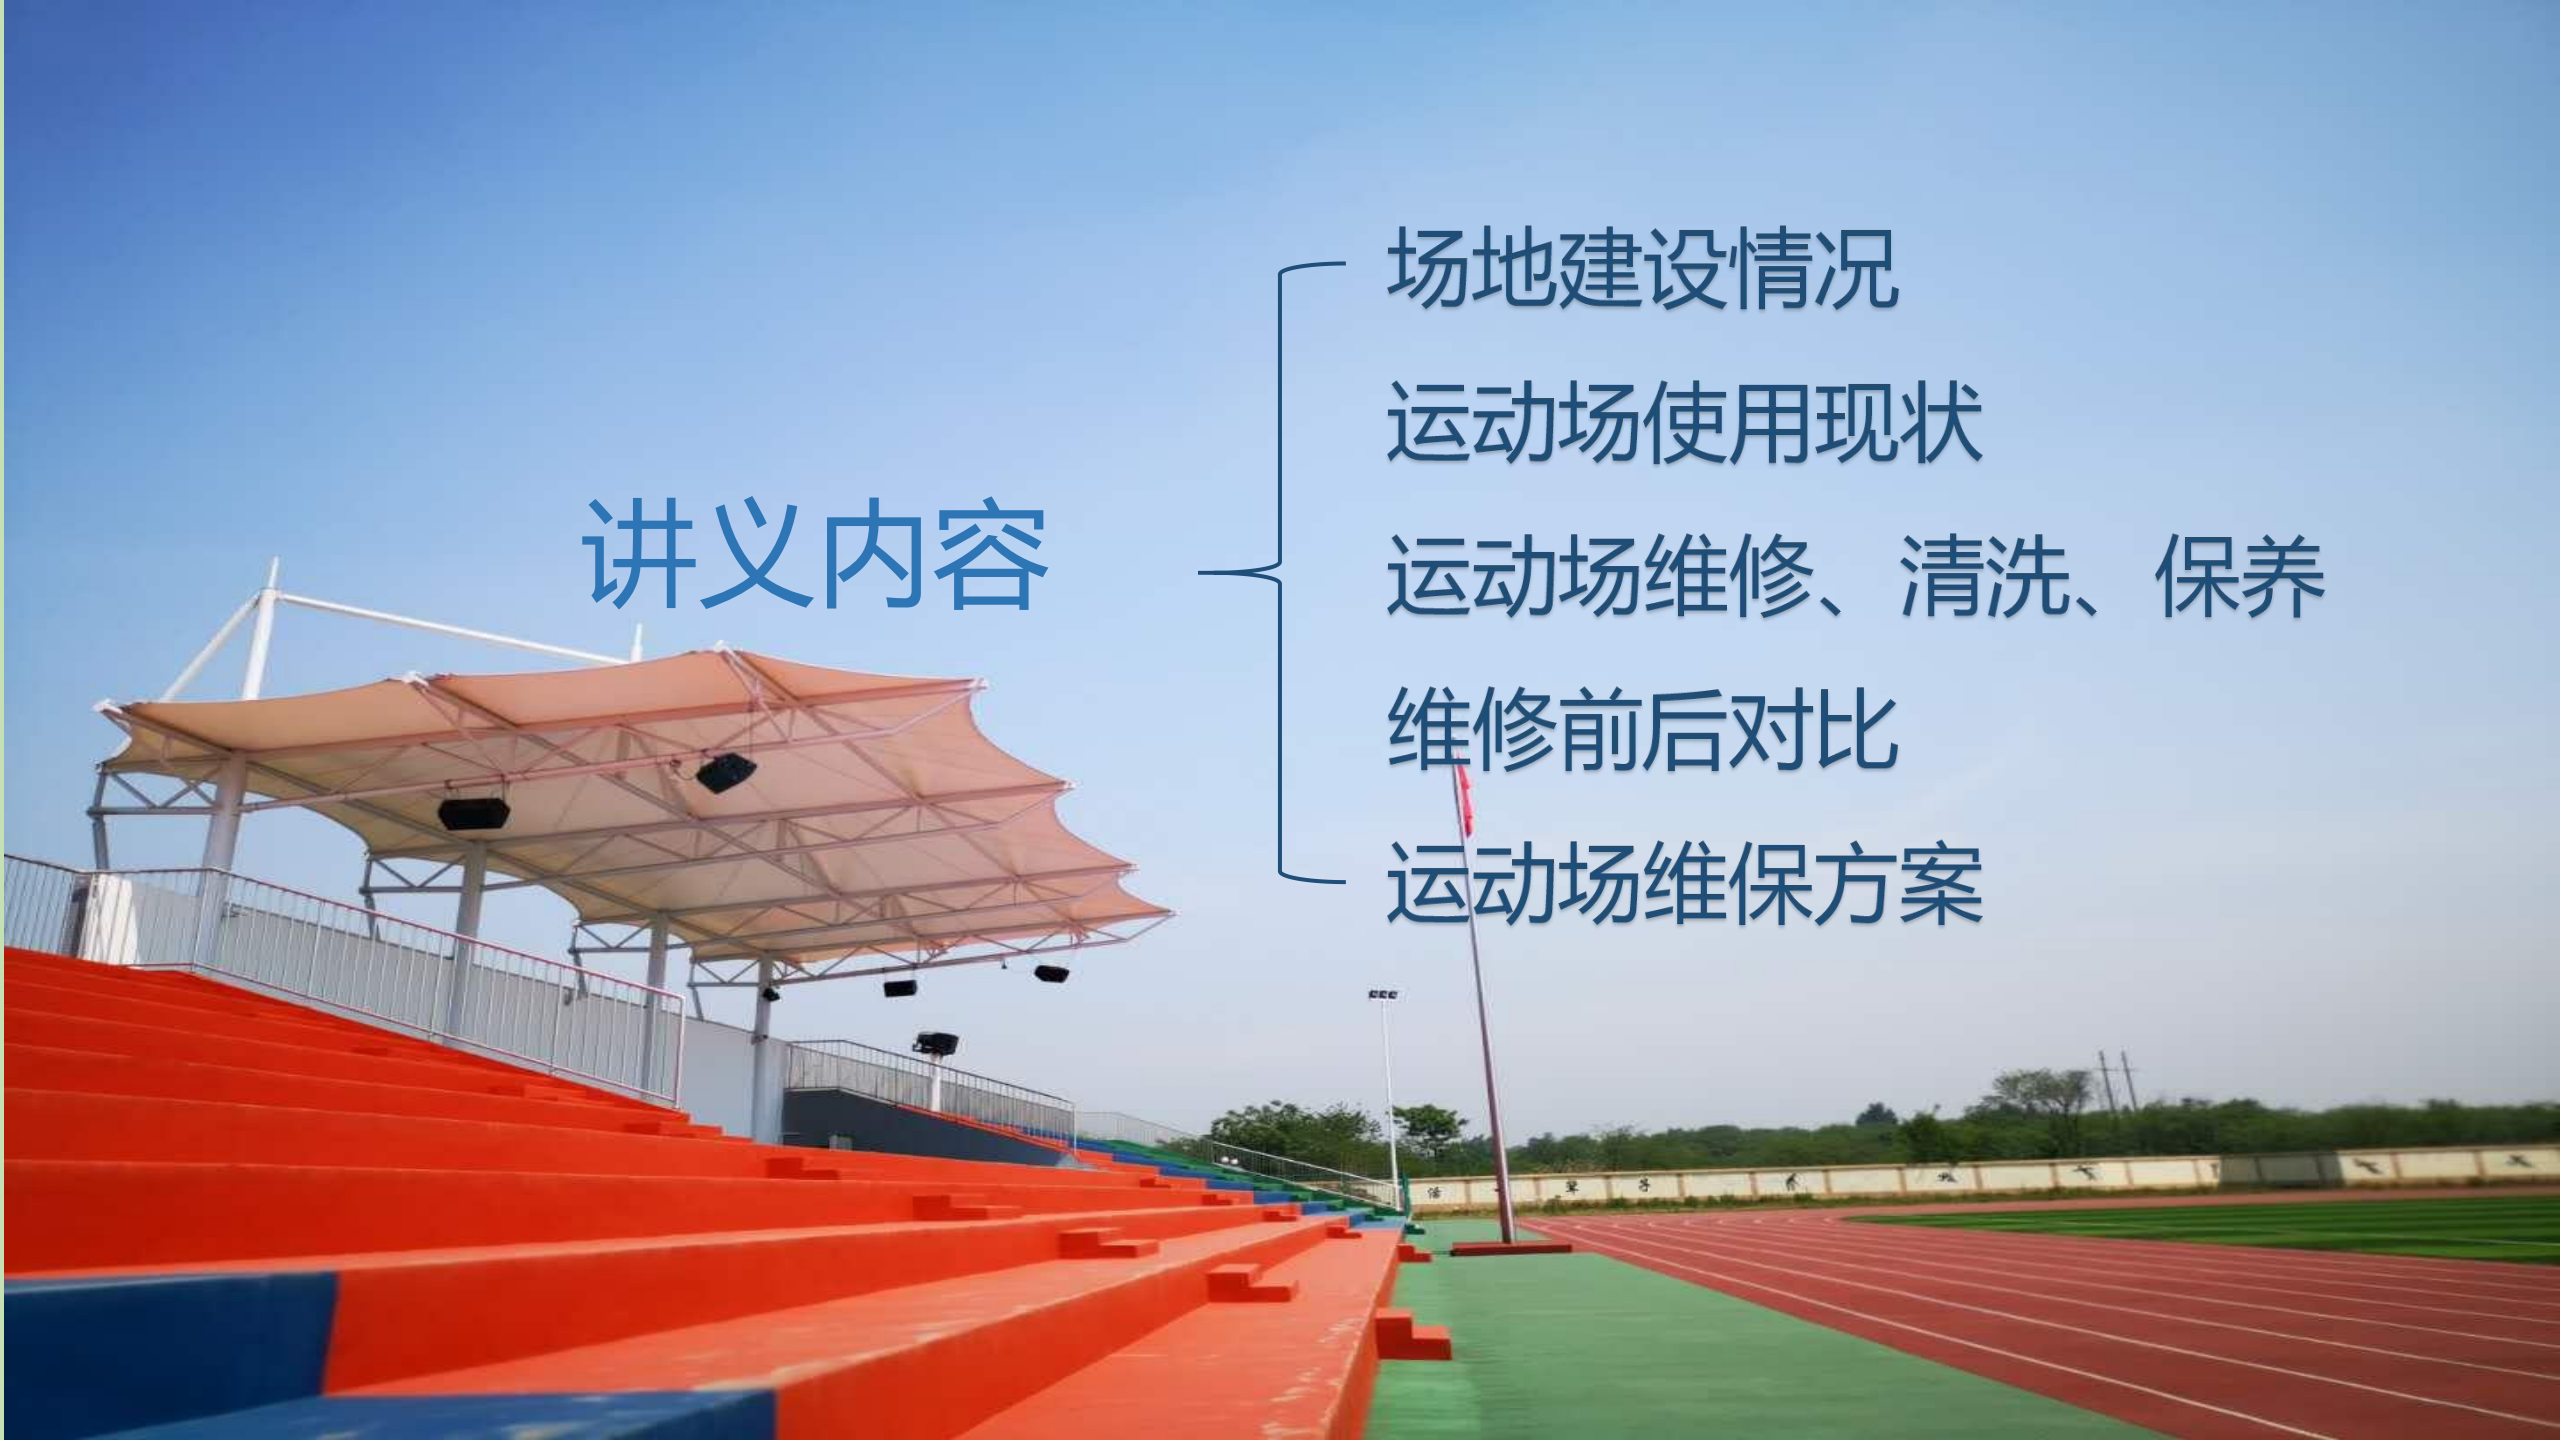 讲义内容
场地建设情况
运动场使用现状
运动场维修、清洗、保养
维修前后对比
运动场维保方案